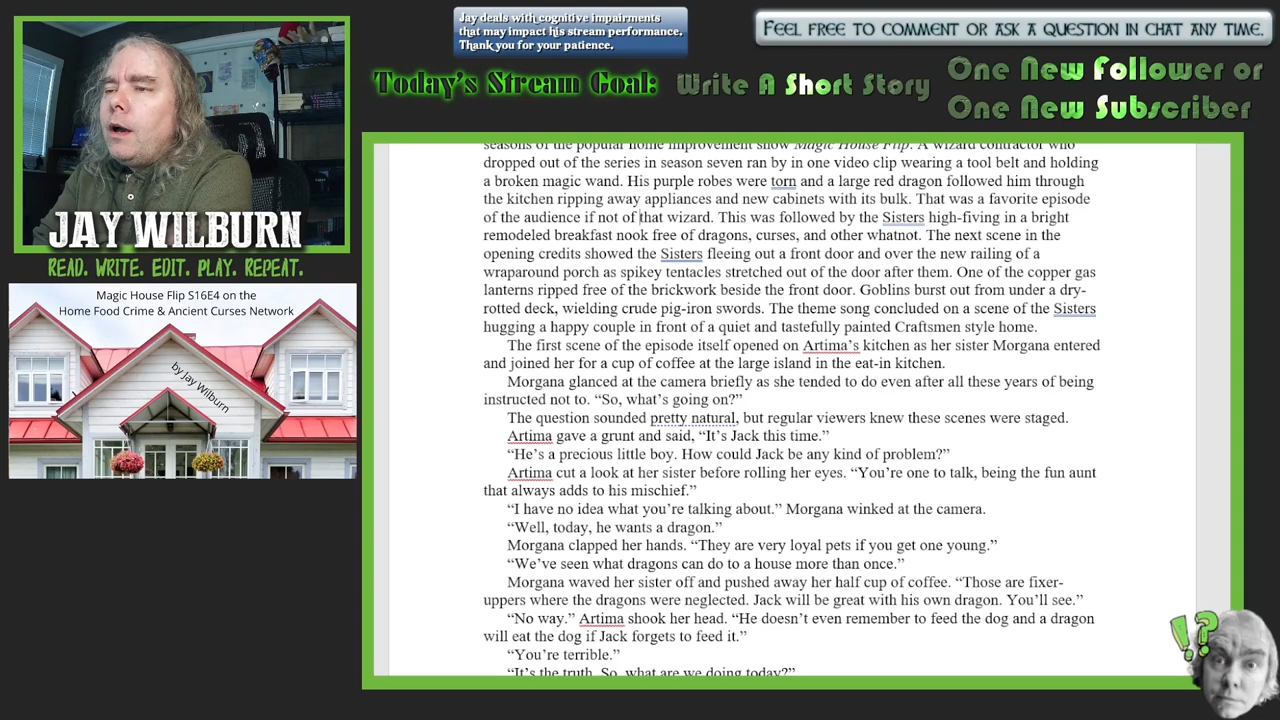 Jay deals with cognitive impairments
that may impact his stream performance.
Thank you for your patience.
Feel free to comment or ask a question in chat any time.
Today's Stream Goal:
Write A Short Story
One New Follower or
One New Subscriber
JAY WILBURN
READ. WRITE. EDIT. PLAY. REPEAT.
Magic House Flip S16E4 on the
Home Food Crime & Ancient Curses Network
by Jay Wilburn
seasons of the popular home improvement show Magic House Flip. A wizard contractor who
dropped out of the series in season seven ran by in one video clip wearing a tool belt and holding
a broken magic wand. His purple robes were torn and a large red dragon followed him through
the kitchen ripping away appliances and new cabinets with its bulk. That was a favorite episode
of the audience if not of that wizard. This was followed by the Sisters high-fiving in a bright
remodeled breakfast nook free of dragons, curses, and other whatnot. The next scene in the
opening credits showed the Sisters fleeing out a front door and over the new railing of a
wraparound porch as spikey tentacles stretched out of the door after them. One of the copper gas
lanterns ripped free of the brickwork beside the front door. Goblins burst out from under a dry-
rotted deck, wielding crude pig-iron swords. The theme song concluded on a scene of the Sisters
hugging a happy couple in front of a quiet and tastefully painted Craftsmen style home.
The first scene of the episode itself opened on Artima's kitchen as her sister Morgana entered
and joined her for a cup of coffee at the large island in the eat-in kitchen.
Morgana glanced at the camera briefly as she tended to do even after all these years of being
instructed not to. “So, what's going on?”
The question sounded pretty natural, but regular viewers knew these scenes were staged.
Artima gave a grunt and said, “It's Jack this time.”
“He's a precious little boy. How could Jack be any kind of problem?”
Artima cut a look at her sister before rolling her eyes. “You're one to talk, being the fun aunt
that always adds to his mischief.”
“I have no idea what you're talking about.” Morgana winked at the camera.
“Well, today, he wants a dragon.”
Morgana clapped her hands. “They are very loyal pets if you get one young.”
“We've seen what dragons can do to a house more than once.”
Morgana waved her sister off and pushed away her half cup of coffee. “Those are fixer-
uppers where the dragons were neglected. Jack will be great with his own dragon. You'll see.”
“No way.” Artima shook her head. “He doesn't even remember to feed the dog and a dragon
will eat the dog if Jack forgets to feed it.”
“You're terrible.”
“It's the truth. So, what are we doing today?”
!?